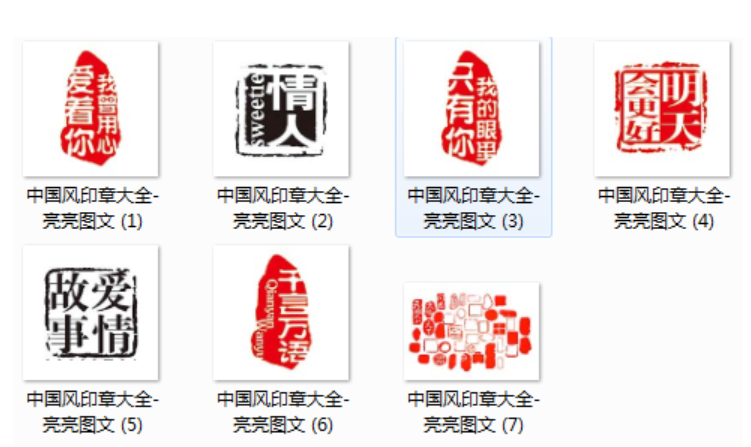 我曾用心
爱着你
情人
sweetie
我的眼里
只有你
明天
会更好
中国风印章大全-
亮亮图文 (1)
中国风印章大全-
亮亮图文 (2)
中国风印章大全-
亮亮图文 (3)
中国风印章大全-
亮亮图文 (4)
爱情
故事
千言万语
Qianyan
Wanyu
中国风印章大全-
亮亮图文 (5)
中国风印章大全-
亮亮图文 (6)
中国风印章大全-
亮亮图文 (7)